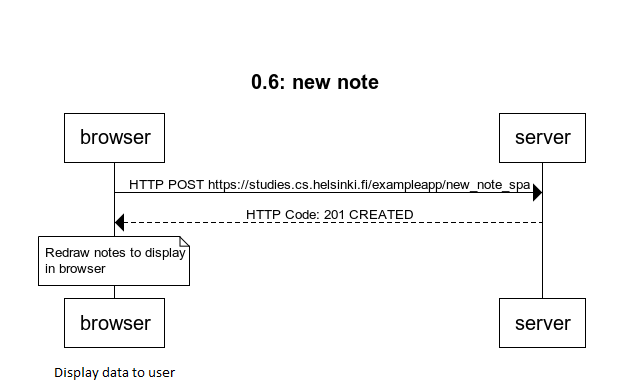 0.6: new note
browser
server
HTTP POST https://studies.cs.helsinki.fi/exampleapp/new_note_spa
HTTP Code: 201 CREATED
Redraw notes to display
in browser
browser
server
Display data to user